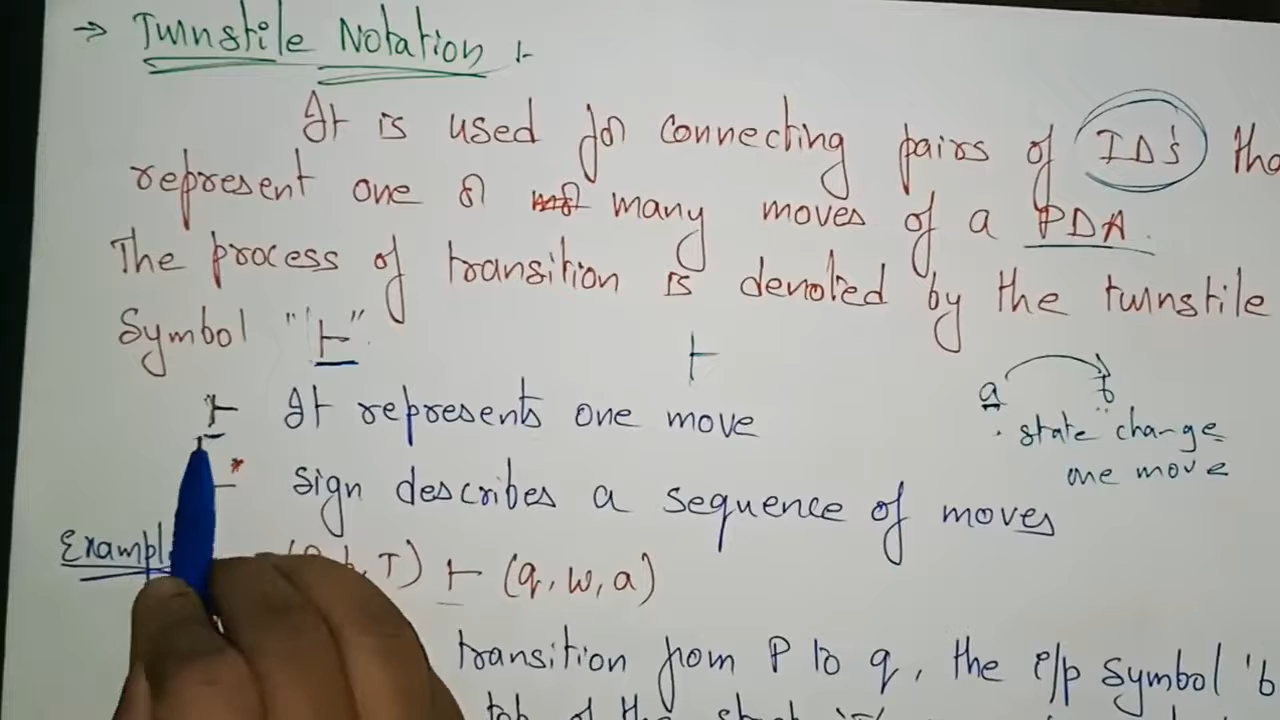 → Turnstile Notation :-
It is used for connecting pairs of ID's
represent one or many moves of a PDA.
The process of transition is denoted by the turnstile
Symbol "⊢"
⊢
⊢ It represents one move
a b
state change
one move
* sign describes a sequence of moves
Exampl
, T) ⊢ (q, w, a)
transition from P to q, the i/p symbol 'b